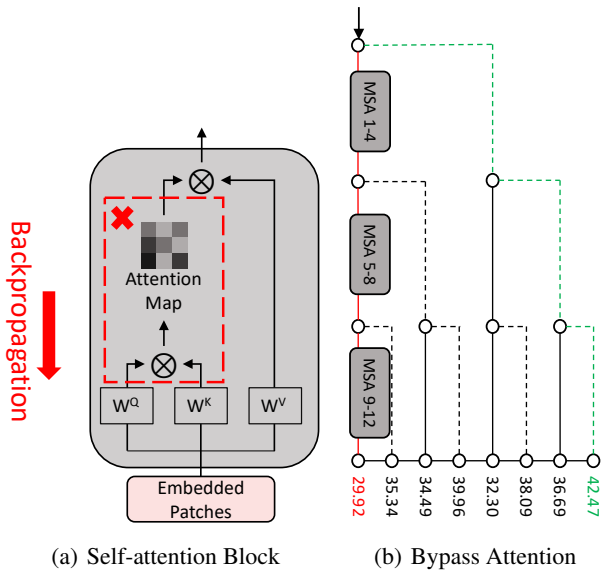 Backpropagation
Attention
Map
W^Q
W^K
W^V
Embedded
Patches
(a) Self-attention Block
MSA 1-4
MSA 5-8
MSA 9-12
29.92
35.34
34.49
39.96
32.30
38.09
36.69
42.47
(b) Bypass Attention